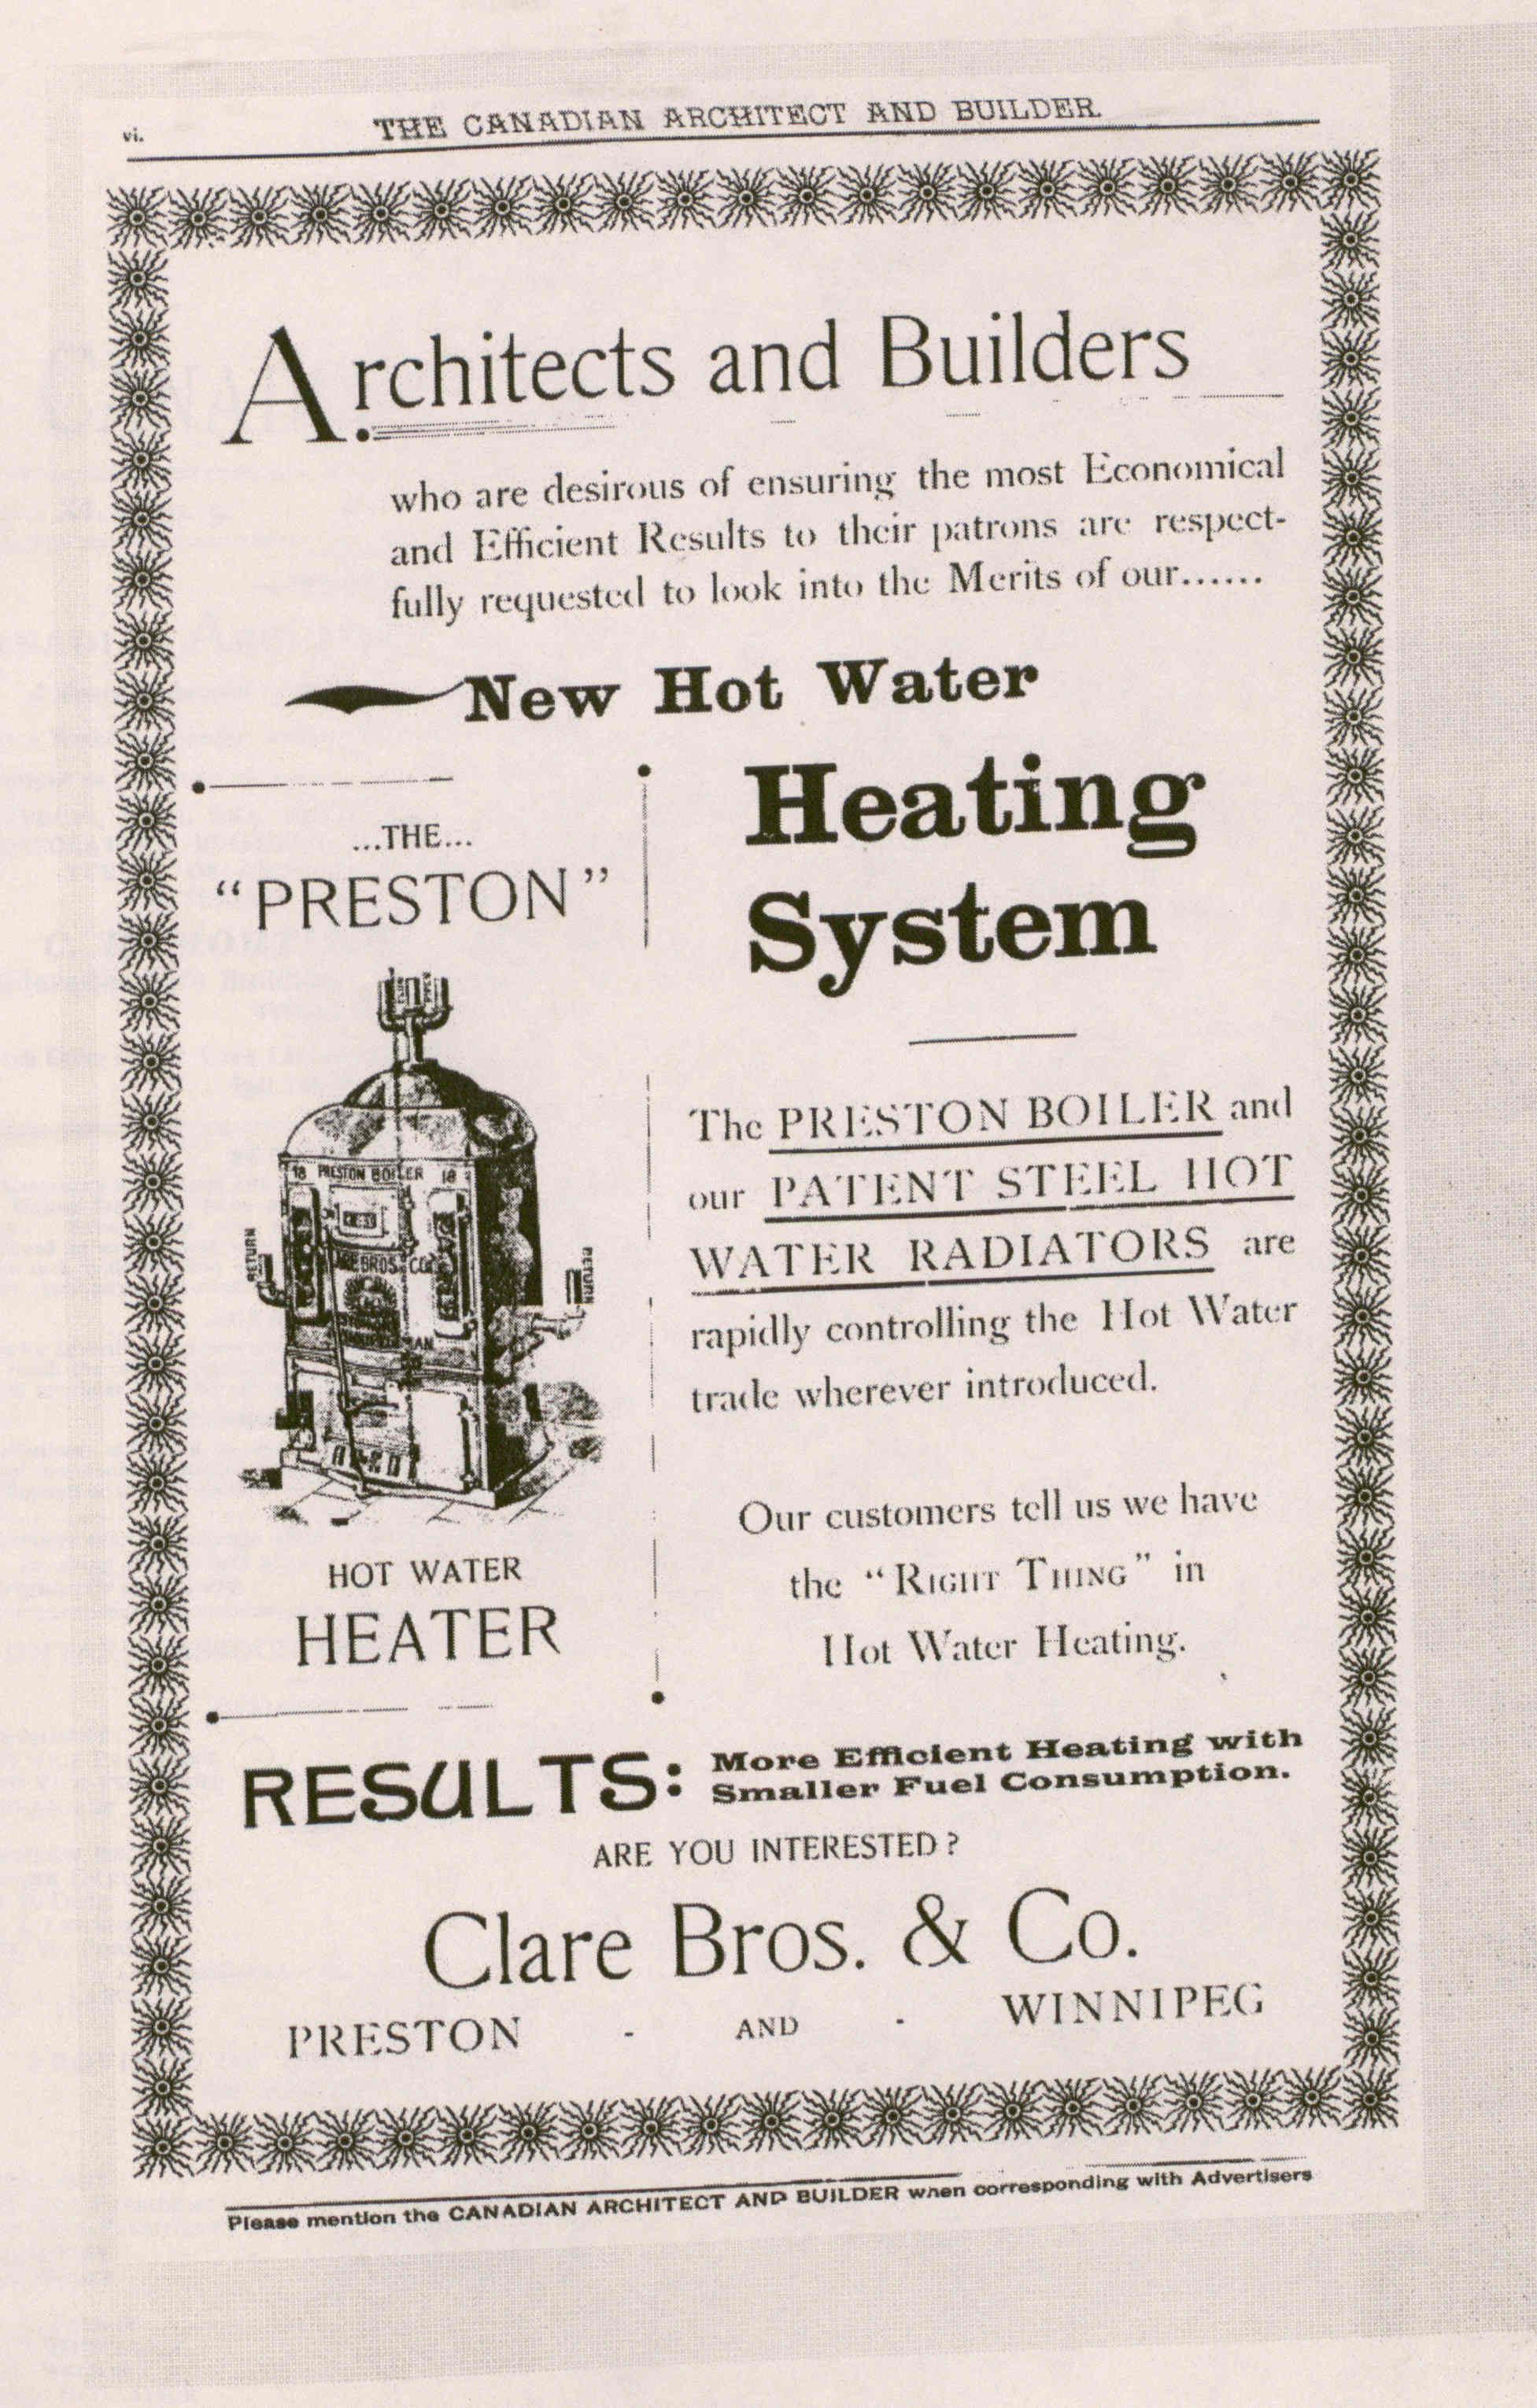 vi.
THE CANADIAN ARCHITECT AND BUILDER
Architects and Builders
who are desirous of ensuring the most Economical
and Efficient Results to their patrons are respect-
fully requested to look into the Merits of our......
New Hot Water
Heating
System
...THE...
"PRESTON"
18 PRESTON BOILER 18
BROS. & CO
RETURN
RETURN
HOT WATER
HEATER
The PRESTON BOILER and
our PATENT STEEL HOT
WATER RADIATORS are
rapidly controlling the Hot Water
trade wherever introduced.
Our customers tell us we have
the "RIGHT THING" in
Hot Water Heating.
RESULTS: More Efficient Heating with
Smaller Fuel Consumption.
ARE YOU INTERESTED?
Clare Bros. & Co.
PRESTON - AND - WINNIPEG
Please mention the CANADIAN ARCHITECT AND BUILDER when corresponding with Advertisers